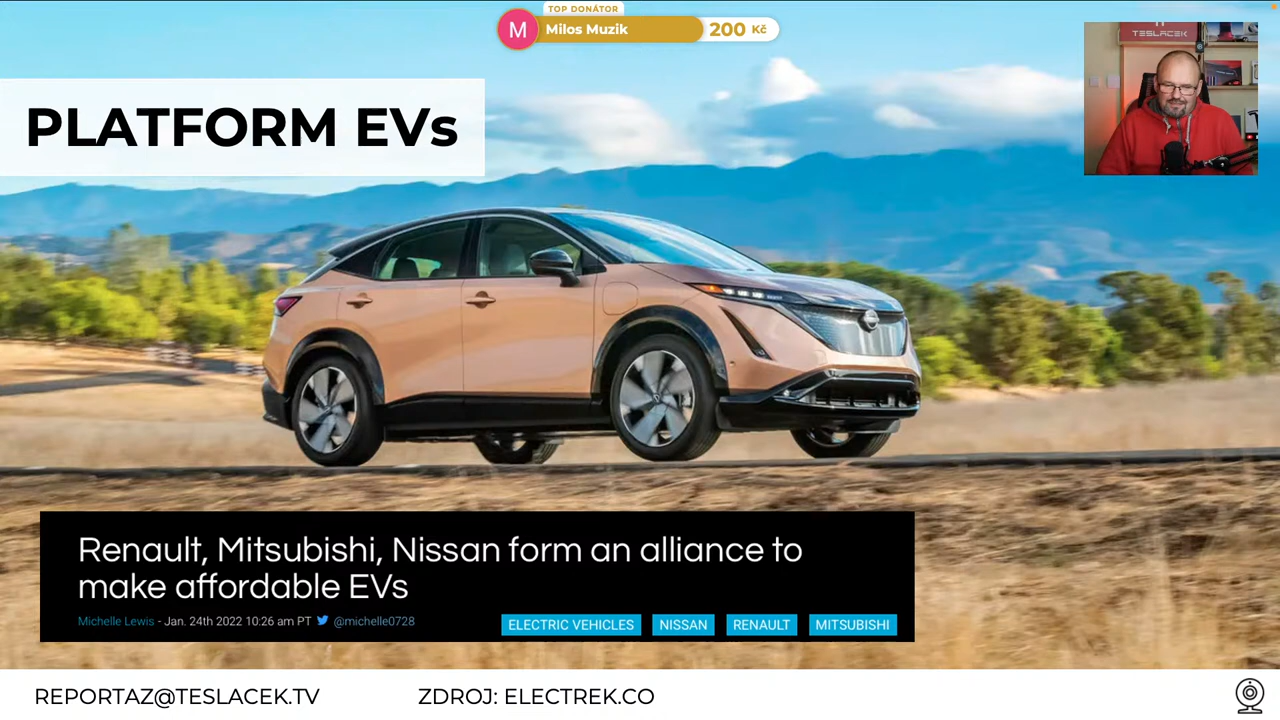 TOP DONÁTOR
M Milos Muzik 200 Kč
TESLACEK
PLATFORM EVs
Renault, Mitsubishi, Nissan form an alliance to
make affordable EVs
Michelle Lewis - Jan. 24th 2022 10:26 am PT @michelle0728
ELECTRIC VEHICLES NISSAN RENAULT MITSUBISHI
REPORTAZ@TESLACEK.TV ZDROJ: ELECTREK.CO